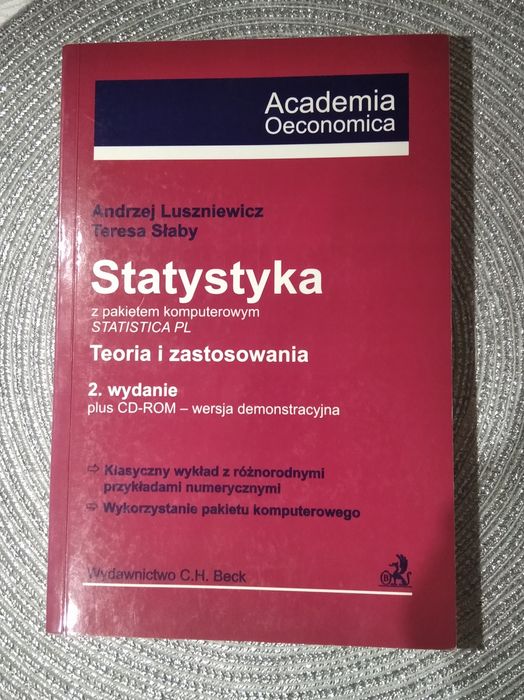 Academia
Oeconomica
Andrzej Luszniewicz
Teresa Słaby
Statystyka
z pakietem komputerowym
STATISTICA PL
Teoria i zastosowania
2. wydanie
plus CD-ROM – wersja demonstracyjna
⇨ Klasyczny wykład z różnorodnymi
przykładami numerycznymi
⇨ Wykorzystanie pakietu komputerowego
Wydawnictwo C.H. Beck
B